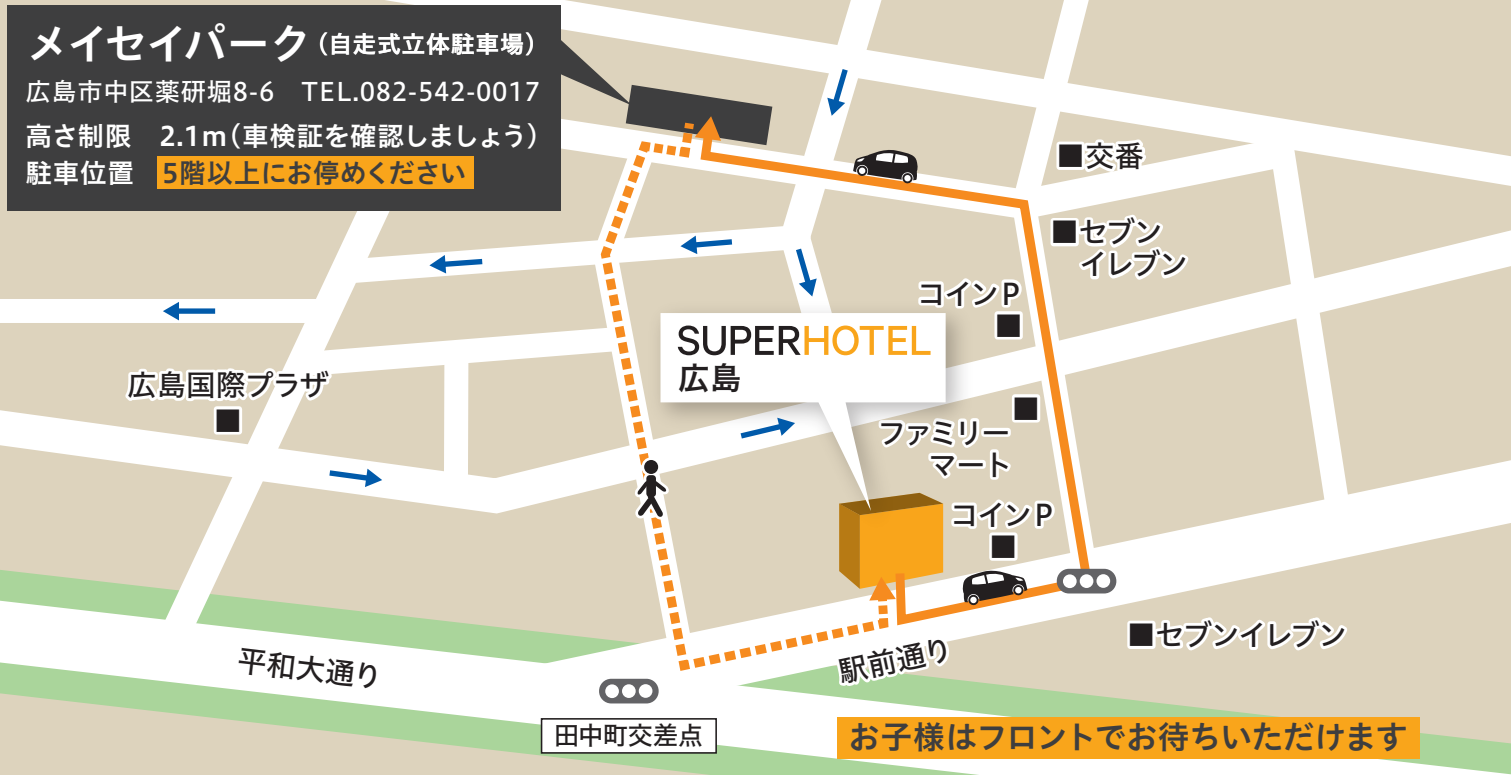 メイセイパーク（自走式立体駐車場）
広島市中区薬研堀8-6　TEL.082-542-0017
高さ制限　2.1m（車検証を確認しましょう）
駐車位置　5階以上にお停めください
交番
セブン
イレブン
コインP
SUPERHOTEL
広島
広島国際プラザ
ファミリー
マート
コインP
セブンイレブン
駅前通り
平和大通り
田中町交差点
お子様はフロントでお待ちいただけます